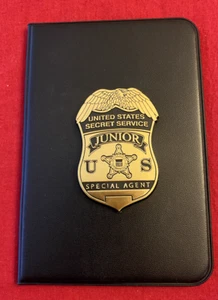 UNITED STATES
SECRET SERVICE
JUNIOR
U S
SPECIAL AGENT